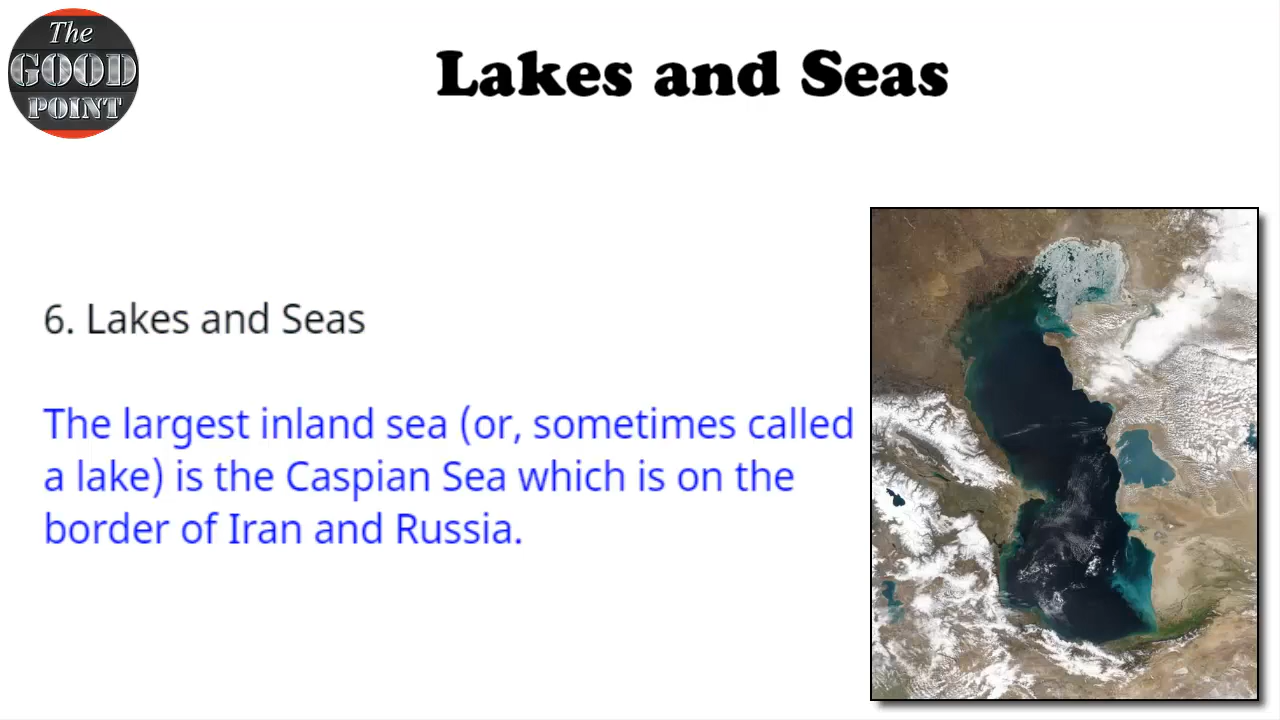 The
GOOD
POINT
Lakes and Seas
6. Lakes and Seas
The largest inland sea (or, sometimes called
a lake) is the Caspian Sea which is on the
border of Iran and Russia.